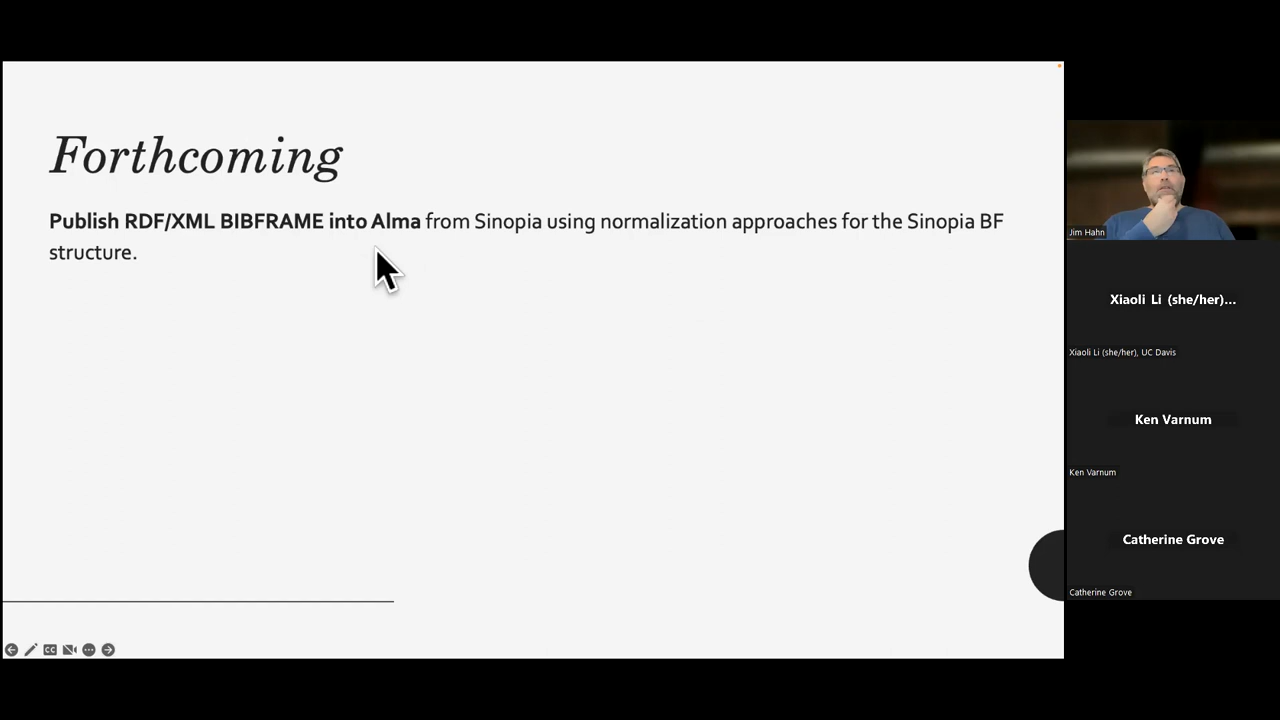 Forthcoming
Publish RDF/XML BIBFRAME into Alma from Sinopia using normalization approaches for the Sinopia BF
structure.
Jim Hahn
Xiaoli Li (she/her)...
Xiaoli Li (she/her), UC Davis
Ken Varnum
Ken Varnum
Catherine Grove
Catherine Grove
CC